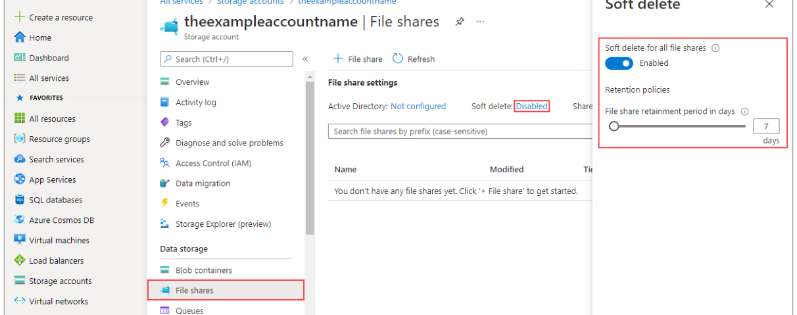 All services > Storage accounts > theexampleaccountname
theexampleaccountname | File shares
Storage account
Create a resource
Home
Dashboard
All services
FAVORITES
All resources
Resource groups
Search services
App Services
SQL databases
Azure Cosmos DB
Virtual machines
Load balancers
Storage accounts
Virtual networks
Search (Ctrl+/)
Overview
Activity log
Tags
Diagnose and solve problems
Access Control (IAM)
Data migration
Events
Storage Explorer (preview)
Data storage
Blob containers
File shares
Queues
+ File share Refresh
File share settings
Active Directory: Not configured Soft delete: Disabled Share
Search file shares by prefix (case-sensitive)
Name Modified Tie
You don't have any file shares yet. Click '+ File share' to get started.
Soft delete
Soft delete for all file shares
Enabled
Retention policies
File share retainment period in days
7
days